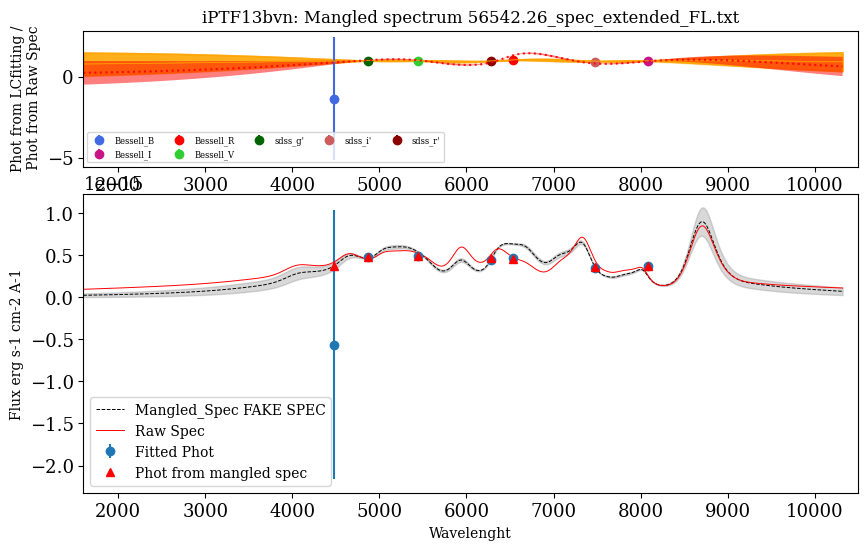 iPTF13bvn: Mangled spectrum 56542.26_spec_extended_FL.txt
Phot from LCfitting /
Phot from Raw Spec
0
−5
Bessell_B
Bessell_R
sdss_g'
sdss_i'
sdss_r'
Bessell_I
Bessell_V
2000 3000 4000 5000 6000 7000 8000 9000 10000
Flux erg s-1 cm-2 A-1
1.0
0.5
0.0
−0.5
−1.0
−1.5
−2.0
Mangled_Spec FAKE SPEC
Raw Spec
Fitted Phot
Phot from mangled spec
2000 3000 4000 5000 6000 7000 8000 9000 10000
Wavelenght